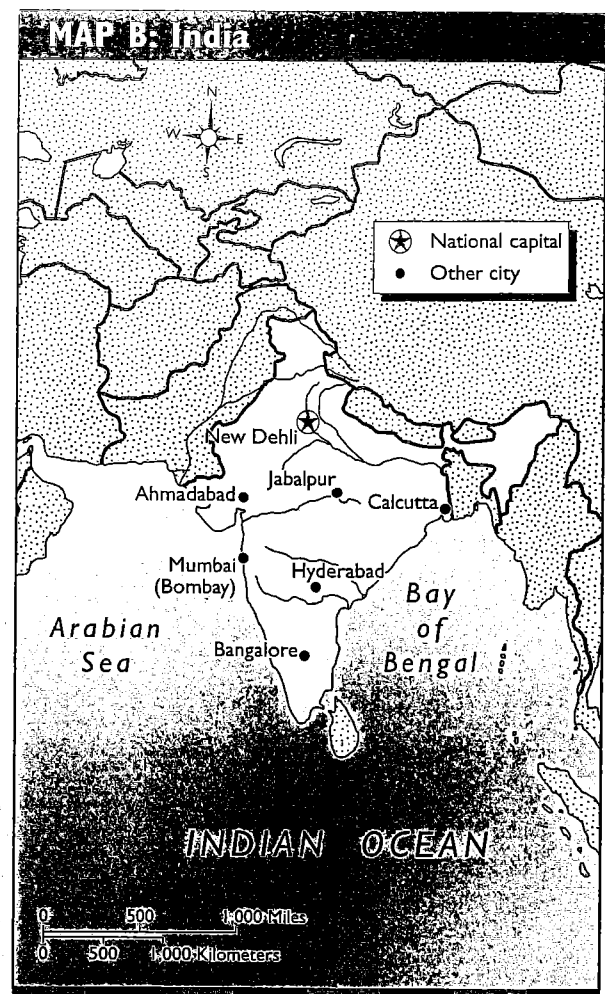 MAP B: India
N
W E
S
National capital
Other city
New Dehli
Ahmadabad
Jabalpur
Calcutta
Mumbai
(Bombay)
Hyderabad
Arabian
Sea
Bay
of
Bengal
Bangalore
INDIAN OCEAN
0 500 1,000 Miles
0 500 1,000 Kilometers